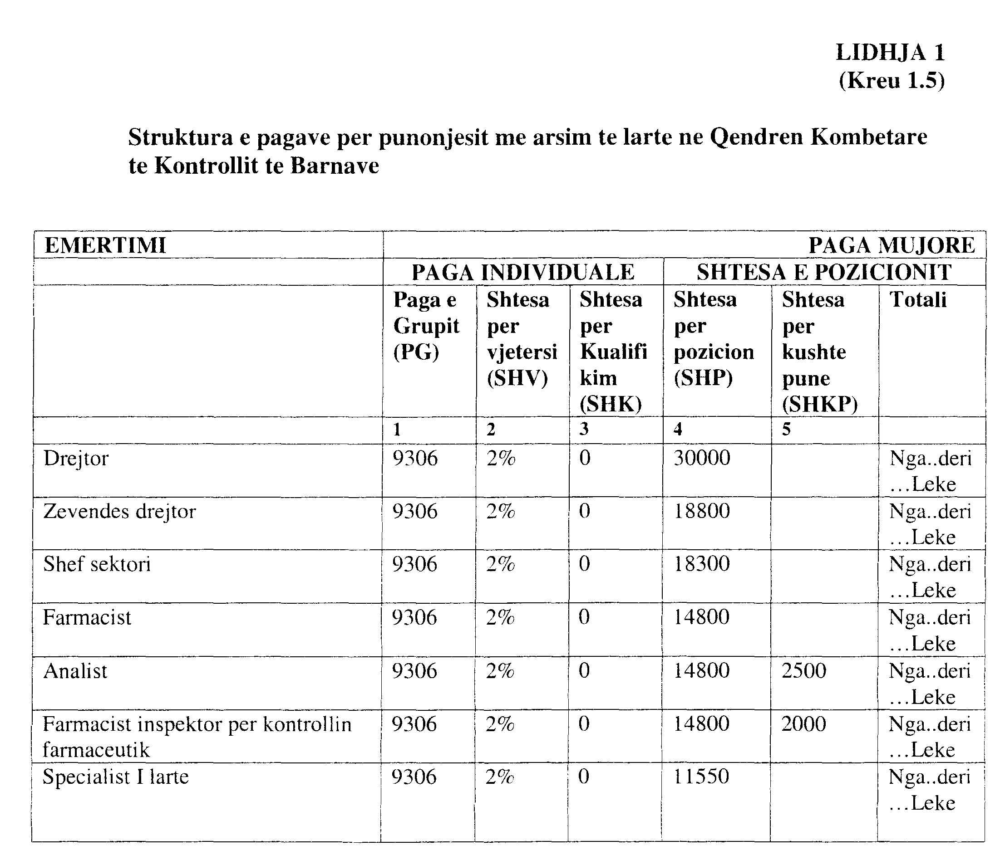 LIDHJA 1
(Kreu 1.5)
Struktura e pagave per punonjesit me arsim te larte ne Qendren Kombetare
te Kontrollit te Barnave
EMERTIMI PAGA MUJORE
PAGA INDIVIDUALE SHTESA E POZICIONIT
Paga e Shtesa Shtesa Shtesa Shtesa Totali
Grupit per per per per
(PG) vjetersi Kualifi pozicion kushte
(SHV) kim (SHP) pune
(SHK) (SHKP)
1 2 3 4 5
Drejtor 9306 2% 0 30000 Nga..deri
...Leke
Zevendes drejtor 9306 2% 0 18800 Nga..deri
...Leke
Shef sektori 9306 2% 0 18300 Nga..deri
...Leke
Farmacist 9306 2% 0 14800 Nga..deri
...Leke
Analist 9306 2% 0 14800 2500 Nga..deri
...Leke
Farmacist inspektor per kontrollin 9306 2% 0 14800 2000 Nga..deri
farmaceutik ...Leke
Specialist I larte 9306 2% 0 11550 Nga..deri
...Leke